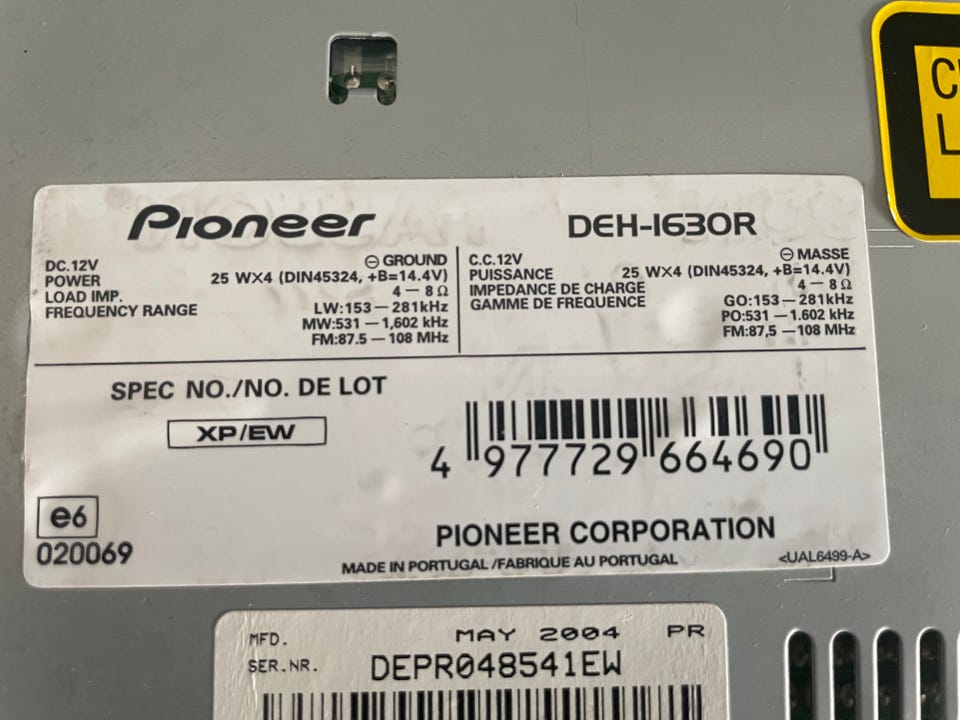 Pioneer
DEH-1630R
DC.12V
⊖ GROUND
POWER 25 W×4 (DIN45324, +B=14.4V)
LOAD IMP. 4 — 8 Ω
FREQUENCY RANGE LW:153 — 281kHz
MW:531 — 1,602 kHz
FM:87.5 — 108 MHz
C.C.12V
⊖ MASSE
PUISSANCE 25 W×4 (DIN45324, +B=14.4V)
IMPEDANCE DE CHARGE 4 — 8 Ω
GAMME DE FREQUENCE GO:153 — 281kHz
PO:531 — 1.602 kHz
FM:87,5 — 108 MHz
SPEC NO./NO. DE LOT
XP/EW
4 977729 664690
e6
020069
PIONEER CORPORATION
MADE IN PORTUGAL /FABRIQUE AU PORTUGAL
<UAL6499-A>
MFD. MAY 2004 PR
SER.NR. DEPR048541EW